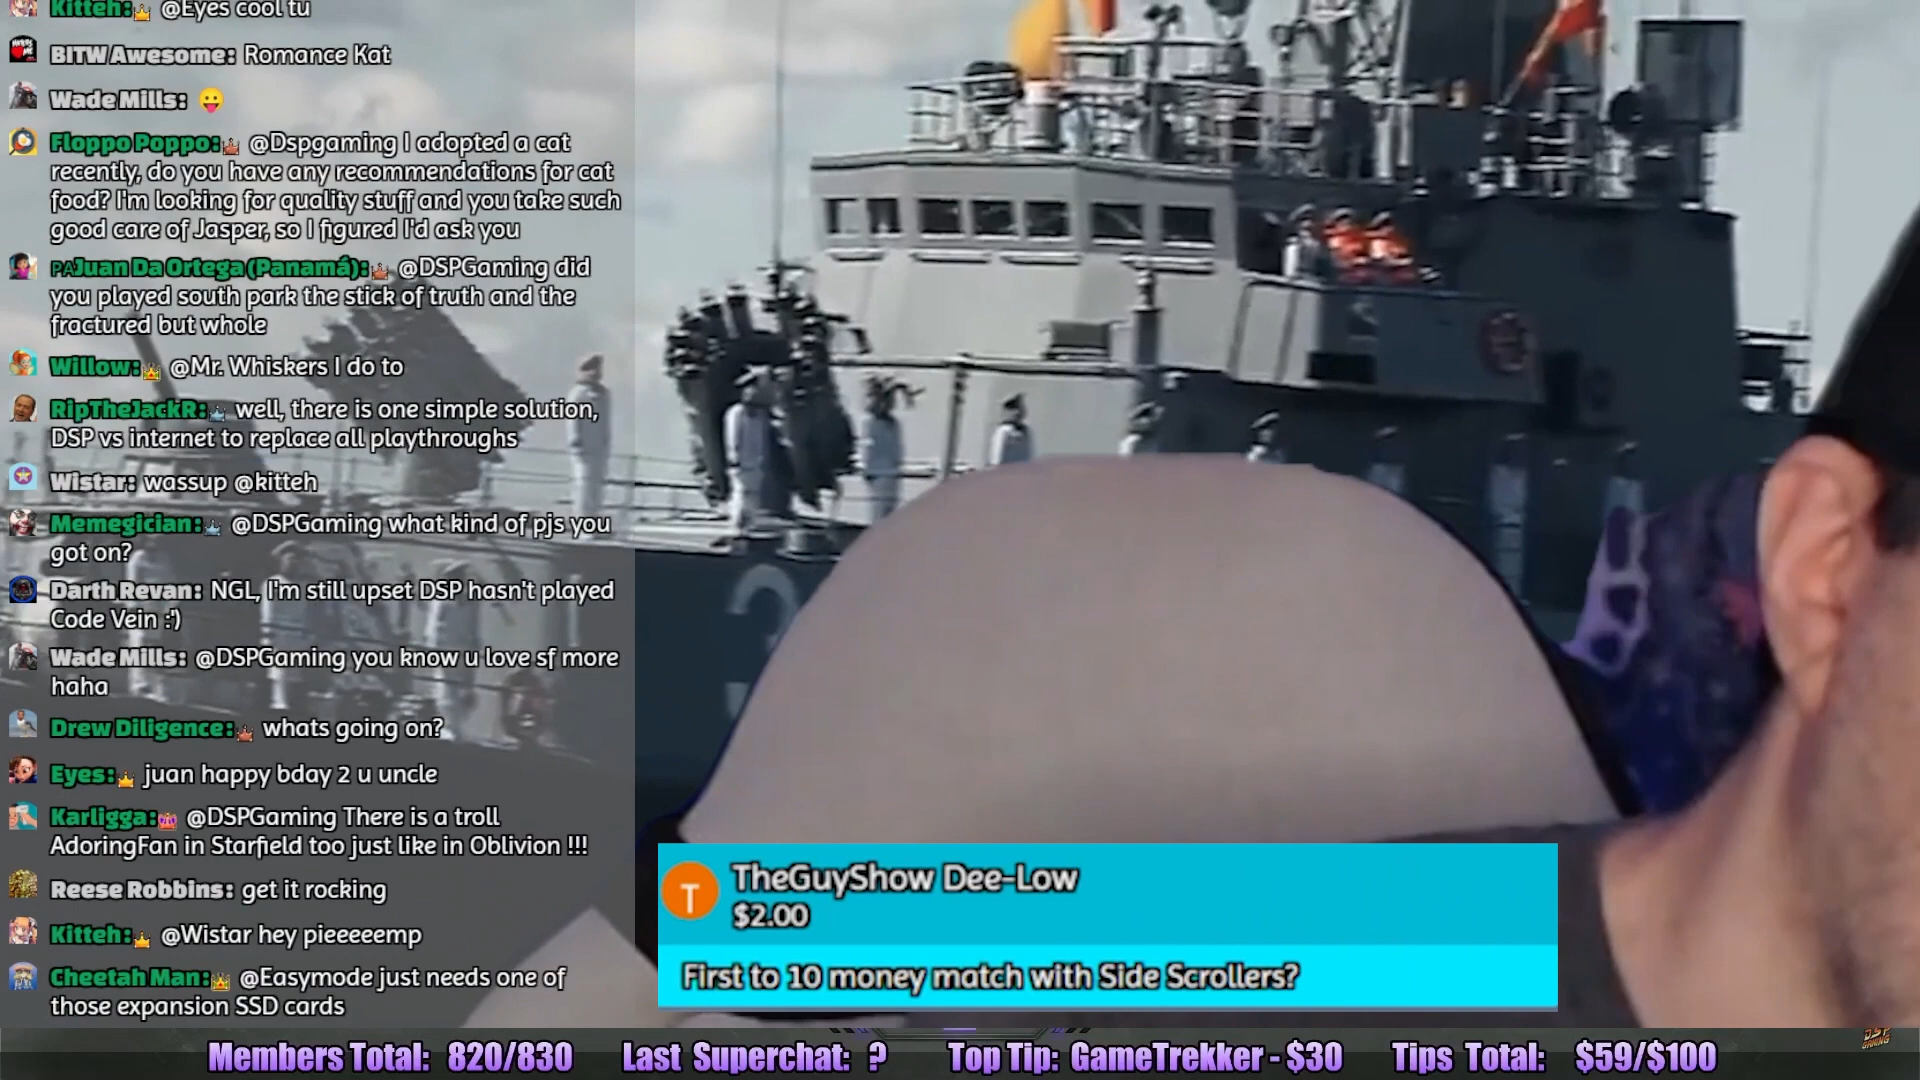 Kitteh: @Eyes cool tu
BITW Awesome: Romance Kat
Wade Mills: 😛
Floppo Poppo: @Dspgaming I adopted a cat
recently, do you have any recommendations for cat
food? I'm looking for quality stuff and you take such
good care of Jasper, so I figured I'd ask you
PA Juan Da Ortega (Panamá): @DSPGaming did
you played south park the stick of truth and the
fractured but whole
Willow: @Mr. Whiskers I do to
RipTheJackR: well, there is one simple solution,
DSP vs internet to replace all playthroughs
Wistar: wassup @kitteh
Memegician: @DSPGaming what kind of pjs you
got on?
Darth Revan: NGL, I'm still upset DSP hasn't played
Code Vein :')
Wade Mills: @DSPGaming you know u love sf more
haha
Drew Diligence: whats going on?
Eyes: juan happy bday 2 u uncle
Karligga: @DSPGaming There is a troll
AdoringFan in Starfield too just like in Oblivion !!!
Reese Robbins: get it rocking
Kitteh: @Wistar hey pieeeeemp
Cheetah Man: @Easymode just needs one of
those expansion SSD cards
T
TheGuyShow Dee-Low
$2.00
First to 10 money match with Side Scrollers?
Members Total: 820/830 Last Superchat: ? Top Tip: GameTrekker - $30 Tips Total: $59/$100
DSP
GAMING